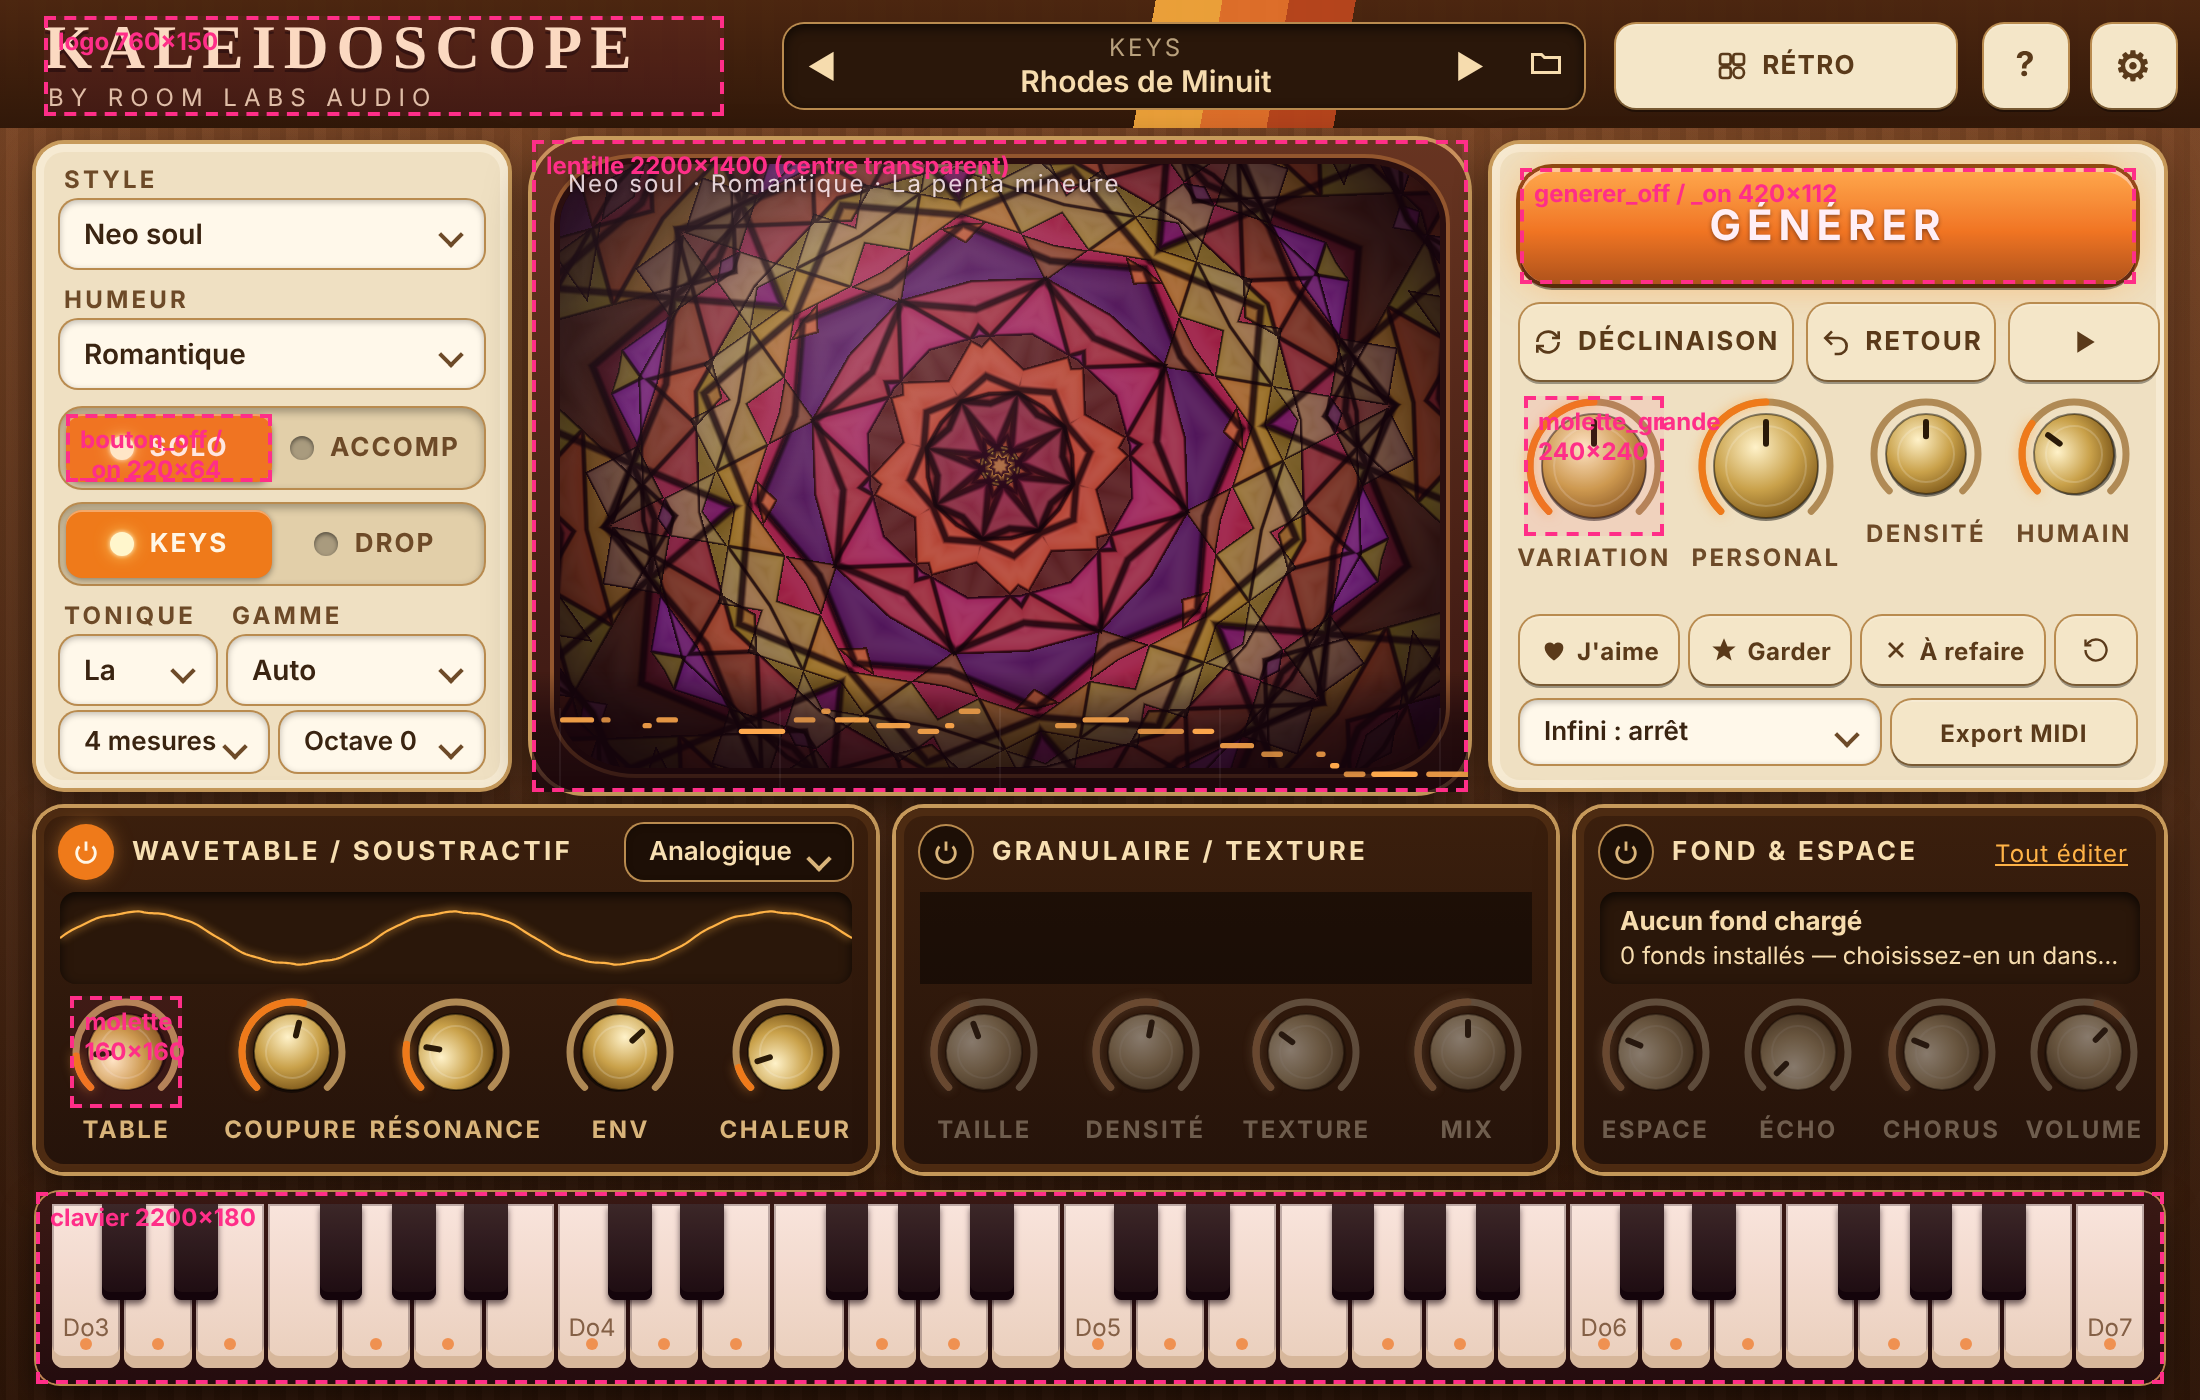 KALEIDOSCOPE
logo 760×150
BY ROOM LABS AUDIO
KEYS
Rhodes de Minuit
RÉTRO
?
STYLE
Neo soul
HUMEUR
Romantique
bouton_off /
_on 220×64
SOLO
ACCOMP
KEYS
DROP
TONIQUE
GAMME
La
Auto
4 mesures
Octave 0
lentille 2200×1400 (centre transparent)
Neo soul · Romantique · La penta mineure
generer_off / _on 420×112
GÉNÉRER
DÉCLINAISON
RETOUR
molette_grande
240×240
VARIATION
PERSONAL
DENSITÉ
HUMAIN
J'aime
Garder
À refaire
Infini : arrêt
Export MIDI
WAVETABLE / SOUSTRACTIF
Analogique
molette
160×160
TABLE
COUPURE
RÉSONANCE
ENV
CHALEUR
GRANULAIRE / TEXTURE
TAILLE
DENSITÉ
TEXTURE
MIX
FOND & ESPACE
Tout éditer
Aucun fond chargé
0 fonds installés — choisissez-en un dans...
ESPACE
ÉCHO
CHORUS
VOLUME
clavier 2200×180
Do3
Do4
Do5
Do6
Do7